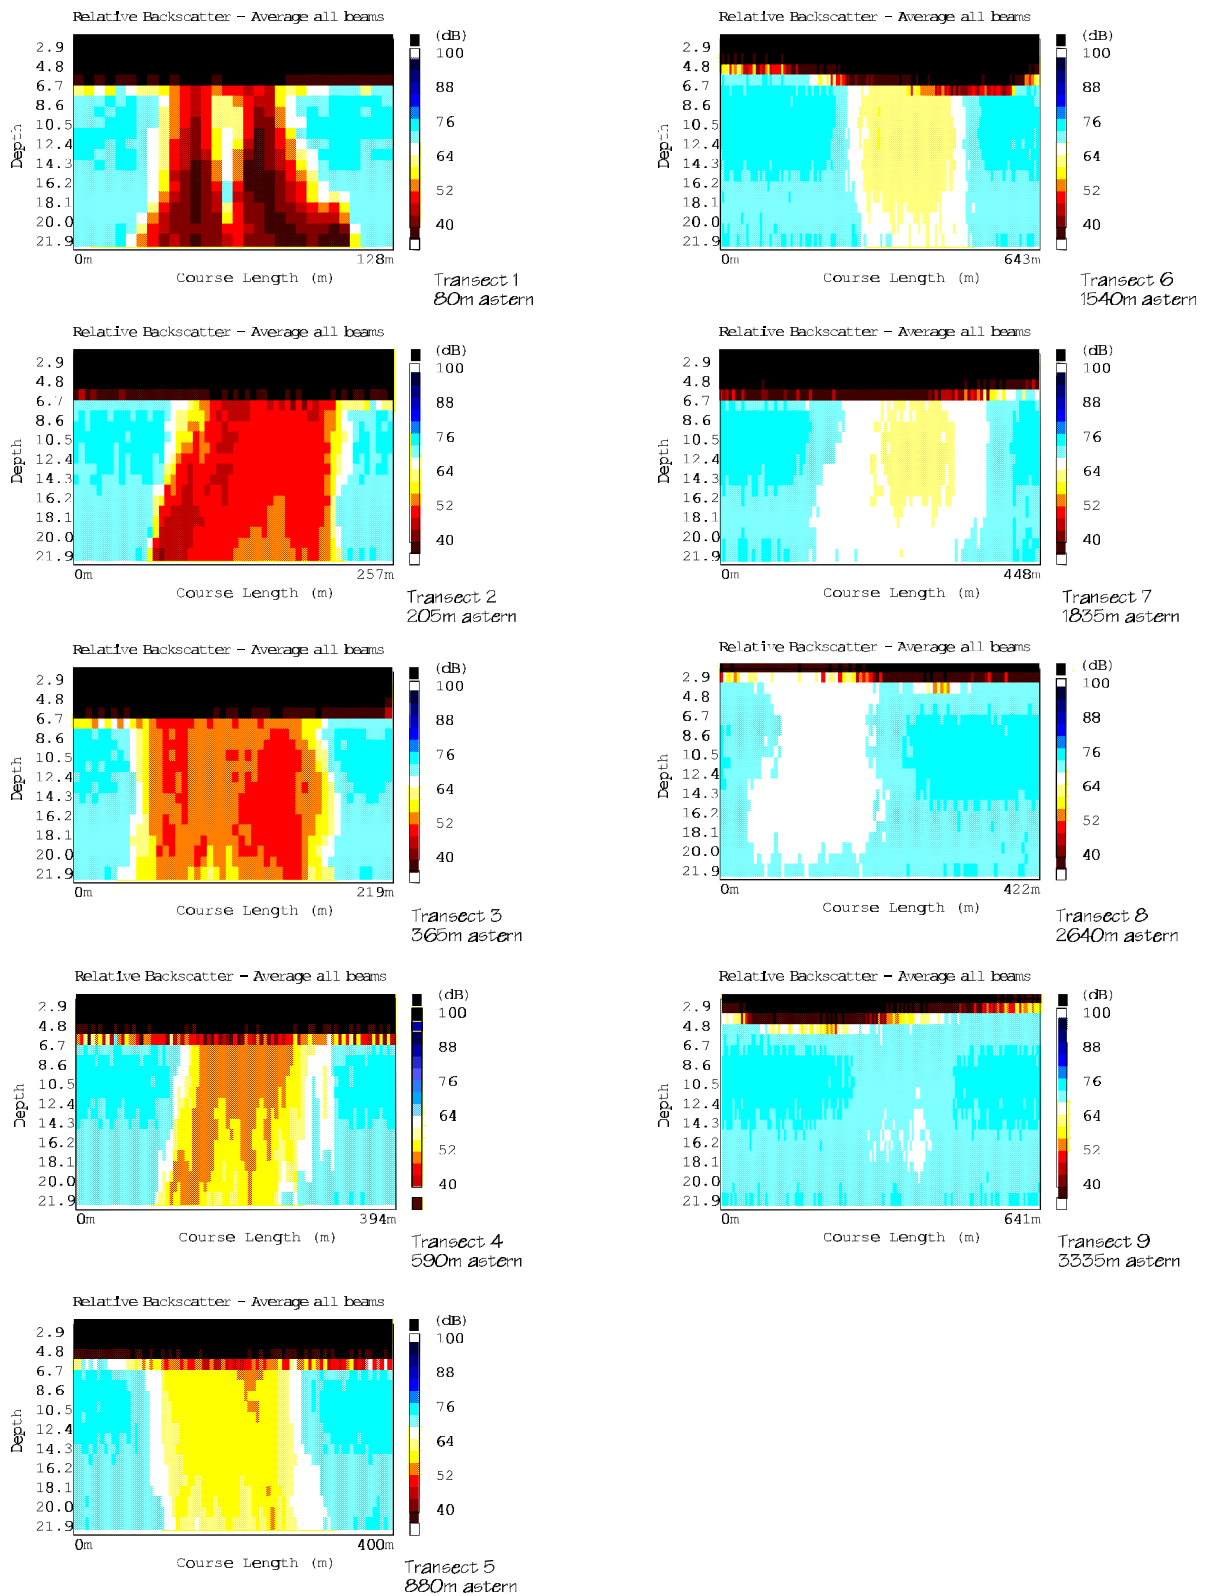 Relative Backscatter - Average all beams
(dB)
Depth
2.9
4.8
6.7
8.6
10.5
12.4
14.3
16.2
18.1
20.0
21.9
100
88
76
64
52
40
0m
128m
Course Length (m)
Transect 1
80m astern
Relative Backscatter - Average all beams
(dB)
Depth
2.9
4.8
6.7
8.6
10.5
12.4
14.3
16.2
18.1
20.0
21.9
100
88
76
64
52
40
0m
257m
Course Length (m)
Transect 2
205m astern
Relative Backscatter - Average all beams
(dB)
Depth
2.9
4.8
6.7
8.6
10.5
12.4
14.3
16.2
18.1
20.0
21.9
100
88
76
64
52
40
0m
219m
Course Length (m)
Transect 3
365m astern
Relative Backscatter - Average all beams
(dB)
Depth
2.9
4.8
6.7
8.6
10.5
12.4
14.3
16.2
18.1
20.0
21.9
100
88
76
64
52
40
0m
394m
Course Length (m)
Transect 4
590m astern
Relative Backscatter - Average all beams
(dB)
Depth
2.9
4.8
6.7
8.6
10.5
12.4
14.3
16.2
18.1
20.0
21.9
100
88
76
64
52
40
0m
400m
Course Length (m)
Transect 5
880m astern
Relative Backscatter - Average all beams
(dB)
Depth
2.9
4.8
6.7
8.6
10.5
12.4
14.3
16.2
18.1
20.0
21.9
100
88
76
64
52
40
0m
643m
Course Length (m)
Transect 6
1540m astern
Relative Backscatter - Average all beams
(dB)
Depth
2.9
4.8
6.7
8.6
10.5
12.4
14.3
16.2
18.1
20.0
21.9
100
88
76
64
52
40
0m
448m
Course Length (m)
Transect 7
1835m astern
Relative Backscatter - Average all beams
(dB)
Depth
2.9
4.8
6.7
8.6
10.5
12.4
14.3
16.2
18.1
20.0
21.9
100
88
76
64
52
40
0m
422m
Course Length (m)
Transect 8
2640m astern
Relative Backscatter - Average all beams
(dB)
Depth
2.9
4.8
6.7
8.6
10.5
12.4
14.3
16.2
18.1
20.0
21.9
100
88
76
64
52
40
0m
641m
Course Length (m)
Transect 9
3335m astern